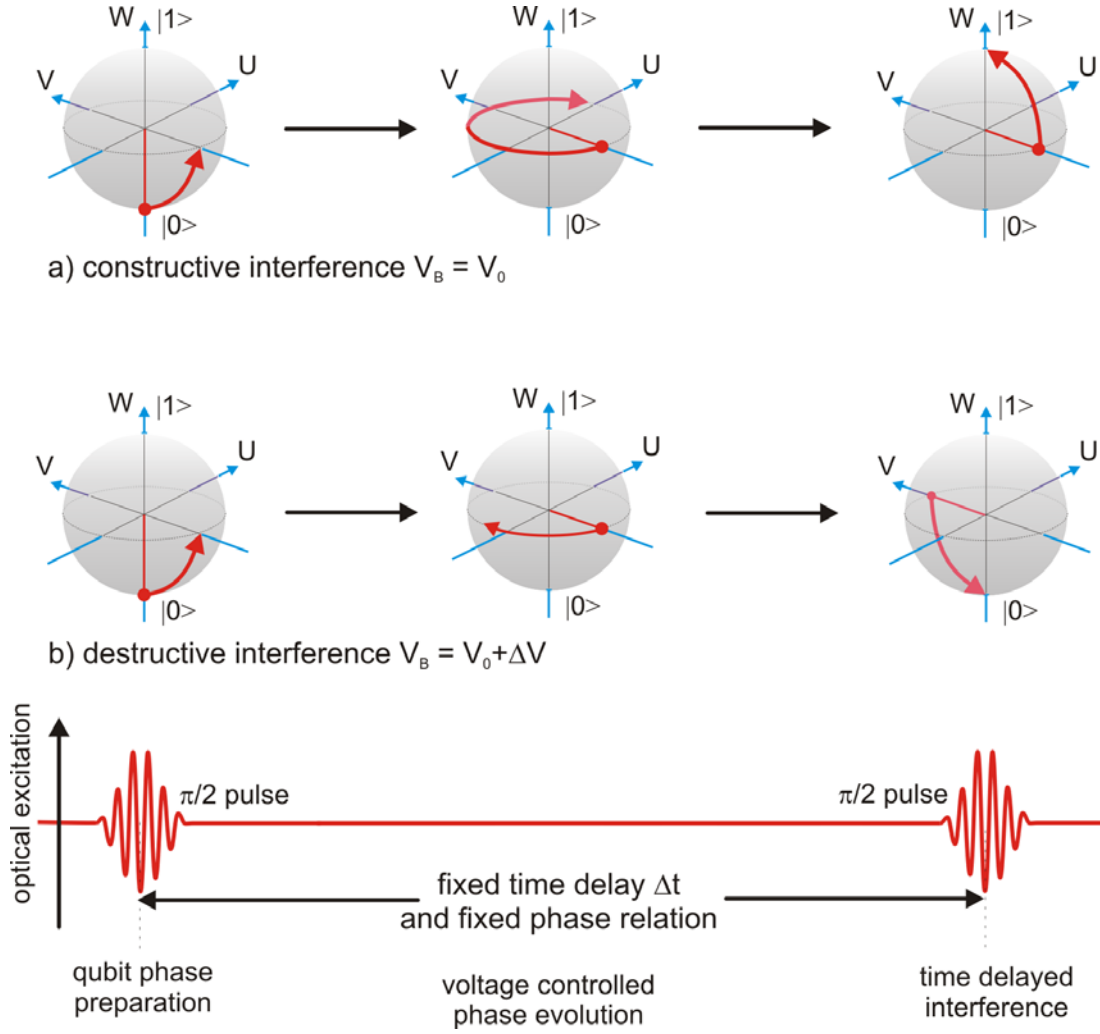 W |1>
V
U
|0>
W |1>
V
U
|0>
W |1>
V
U
|0>
a) constructive interference V_B = V_0
W |1>
V
U
|0>
W |1>
V
U
|0>
W |1>
V
U
|0>
b) destructive interference V_B = V_0+ΔV
optical excitation
π/2 pulse
π/2 pulse
fixed time delay Δt
and fixed phase relation
qubit phase
preparation
voltage controlled
phase evolution
time delayed
interference